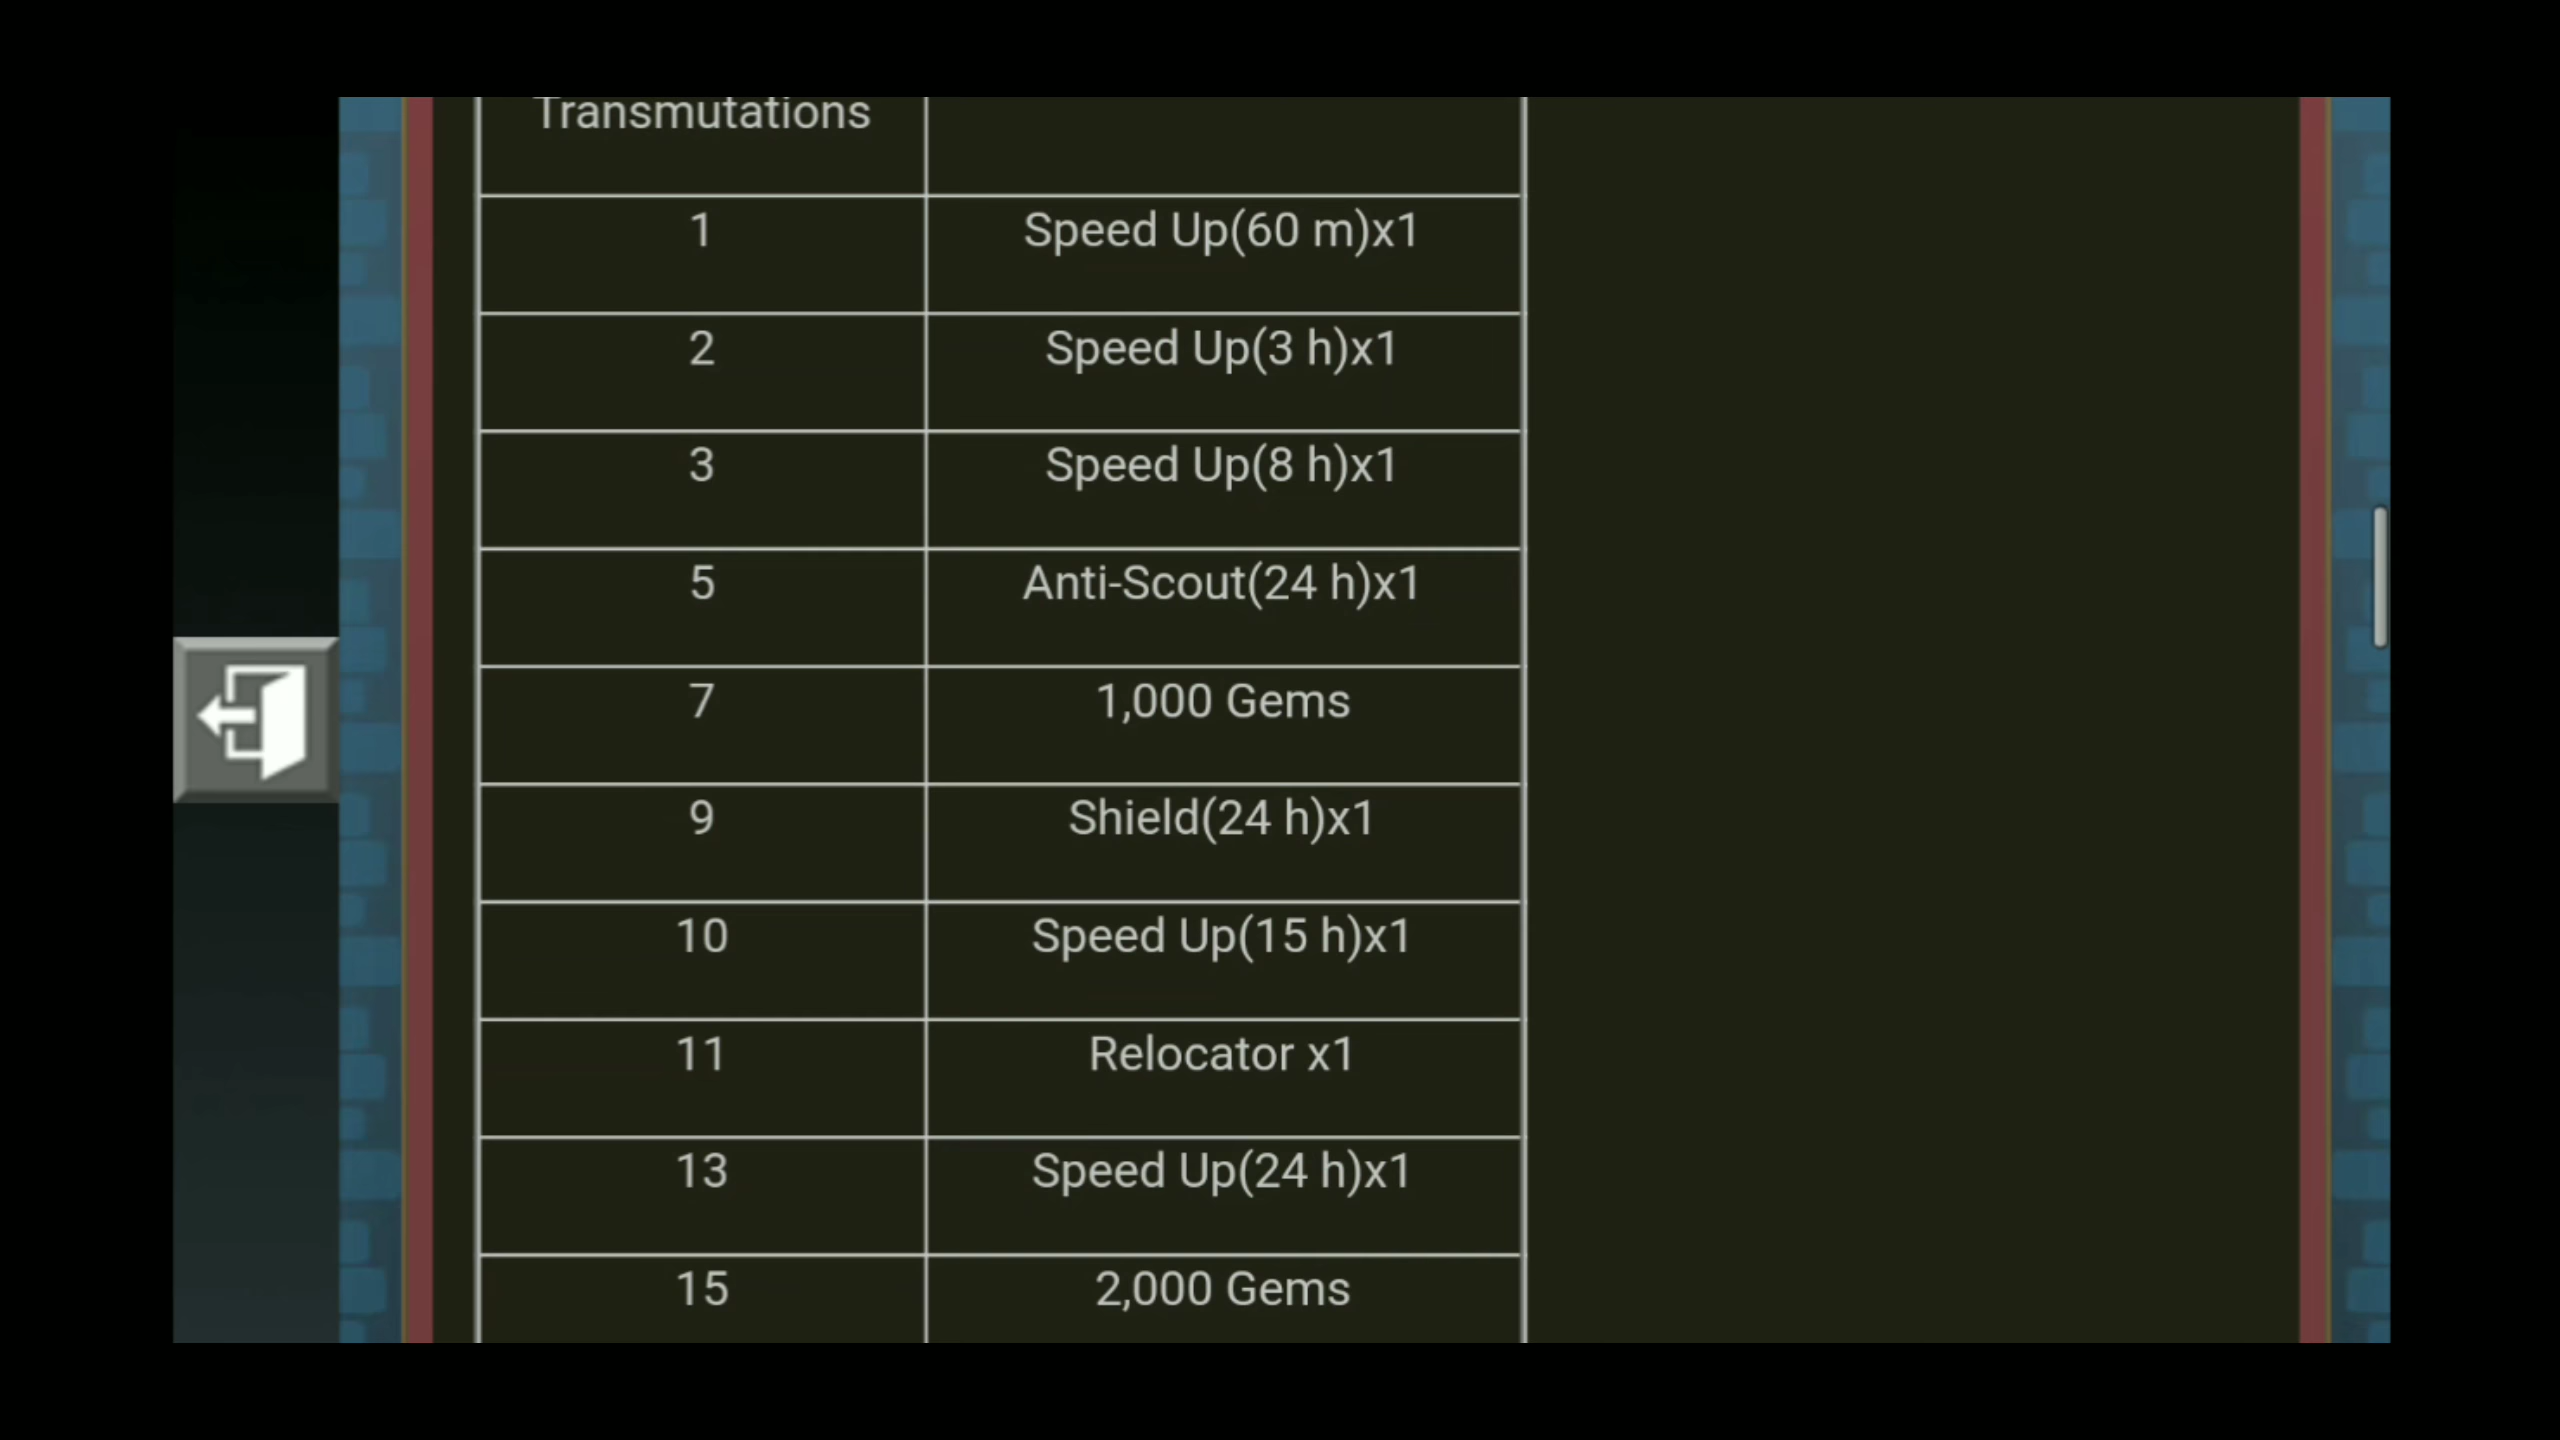 Transmutations
1 Speed Up(60 m)x1
2 Speed Up(3 h)x1
3 Speed Up(8 h)x1
5 Anti-Scout(24 h)x1
7 1,000 Gems
9 Shield(24 h)x1
10 Speed Up(15 h)x1
11 Relocator x1
13 Speed Up(24 h)x1
15 2,000 Gems